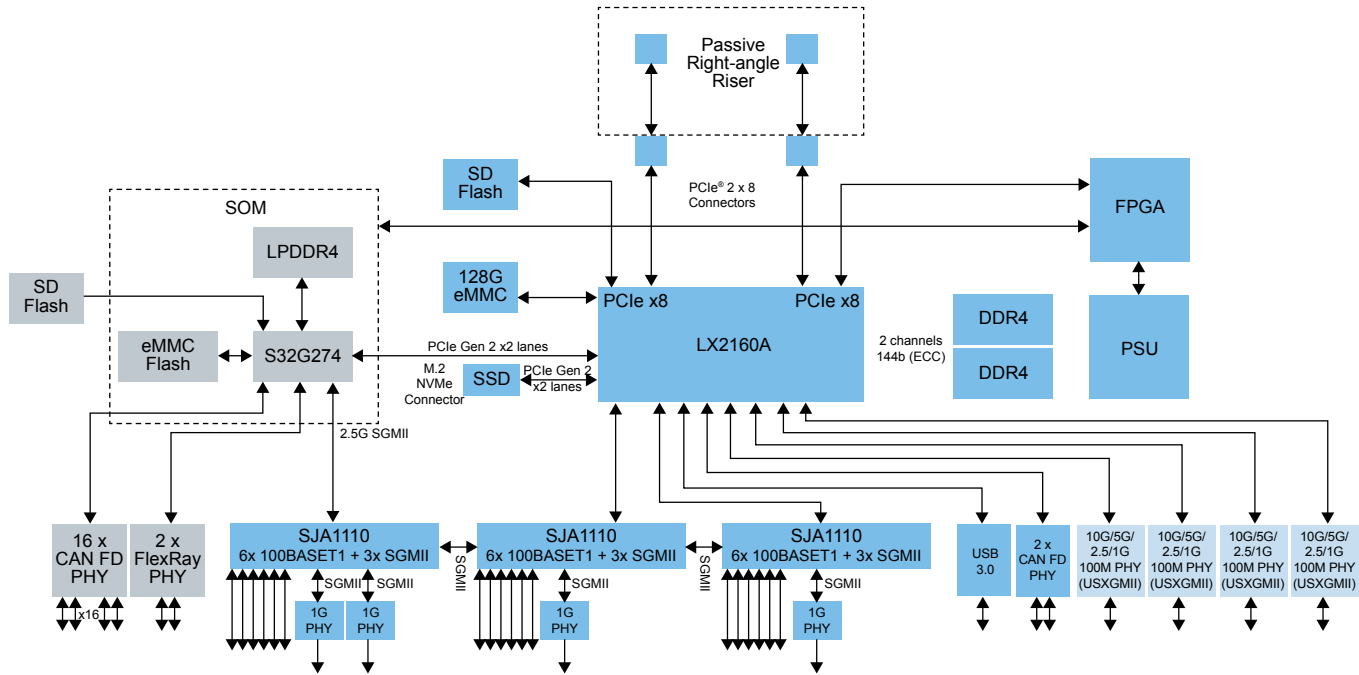 Passive
Right-angle
Riser
SD
Flash
PCIe® 2 x 8
Connectors
FPGA
SOM
LPDDR4
SD
Flash
128G
eMMC
PCIe x8
PCIe x8
LX2160A
2 channels
144b (ECC)
DDR4
DDR4
PSU
eMMC
Flash
S32G274
PCIe Gen 2 x2 lanes
M.2
NVMe
Connector
SSD
PCIe Gen 2
x2 lanes
2.5G SGMII
16 x
CAN FD
PHY
2 x
FlexRay
PHY
SJA1110
6x 100BASET1 + 3x SGMII
SGMII
SJA1110
6x 100BASET1 + 3x SGMII
SGMII
SJA1110
6x 100BASET1 + 3x SGMII
USB
3.0
2 x
CAN FD
PHY
10G/5G/
2.5/1G
100M PHY
(USXGMII)
10G/5G/
2.5/1G
100M PHY
(USXGMII)
10G/5G/
2.5/1G
100M PHY
(USXGMII)
10G/5G/
2.5/1G
100M PHY
(USXGMII)
x16
SGMII
SGMII
SGMII
SGMII
1G
PHY
1G
PHY
1G
PHY
1G
PHY